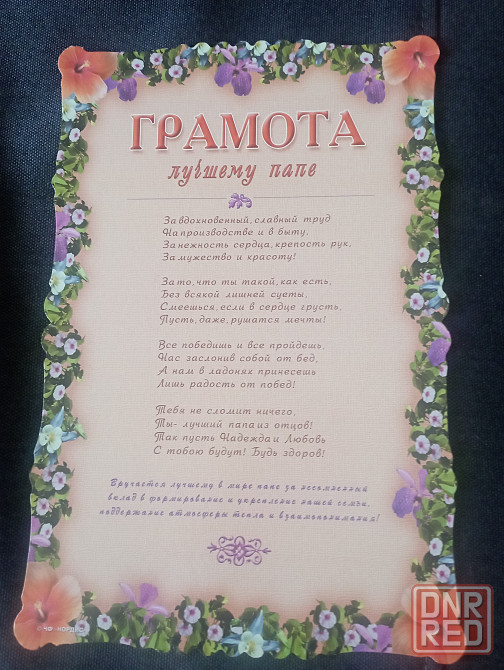 ГРАМОТА
лучшему папе
За вдохновенный, славный труд
На производстве и в быту,
За нежность сердца, крепость рук,
За мужество и красоту!
За то, что ты такой, как есть,
Без всякой лишней суеты,
Смеешься, если в сердце грусть,
Пусть, даже, рушатся мечты!
Все победишь и все пройдешь,
Нас заслонив собой от бед,
А нам в ладонях принесешь
Лишь радость от побед!
Тебя не сломит ничего,
Ты- лучший папа из отцов!
Так пусть Надежда и Любовь
С тобою будут! Будь здоров!
Вручается лучшему в мире папе за несомненный
вклад в формирование и укрепление нашей семьи,
поддержание атмосферы тепла и взаимопонимания!
DNR
RED